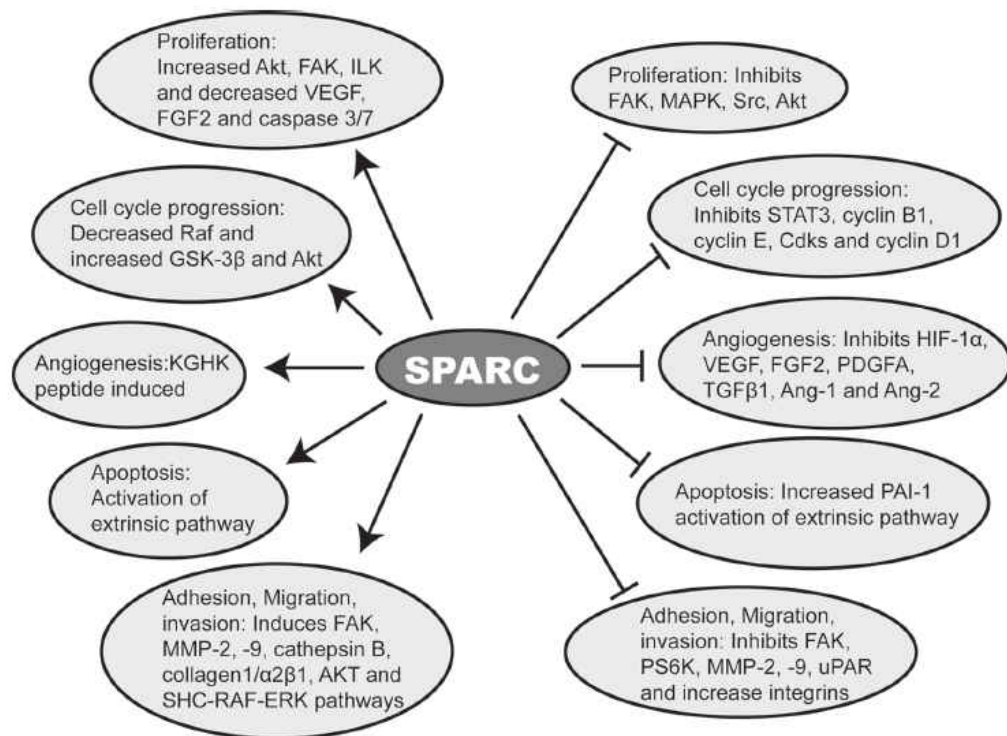 Proliferation:
Increased Akt, FAK, ILK
and decreased VEGF,
FGF2 and caspase 3/7
Proliferation: Inhibits
FAK, MAPK, Src, Akt
Cell cycle progression:
Decreased Raf and
increased GSK-3β and Akt
Cell cycle progression:
Inhibits STAT3, cyclin B1,
cyclin E, Cdks and cyclin D1
Angiogenesis:KGHK
peptide induced
SPARC
Angiogenesis: Inhibits HIF-1α,
VEGF, FGF2, PDGFA,
TGFβ1, Ang-1 and Ang-2
Apoptosis:
Activation of
extrinsic pathway
Apoptosis: Increased PAI-1
activation of extrinsic pathway
Adhesion, Migration,
invasion: Induces FAK,
MMP-2, -9, cathepsin B,
collagen1/α2β1, AKT and
SHC-RAF-ERK pathways
Adhesion, Migration,
invasion: Inhibits FAK,
PS6K, MMP-2, -9, uPAR
and increase integrins